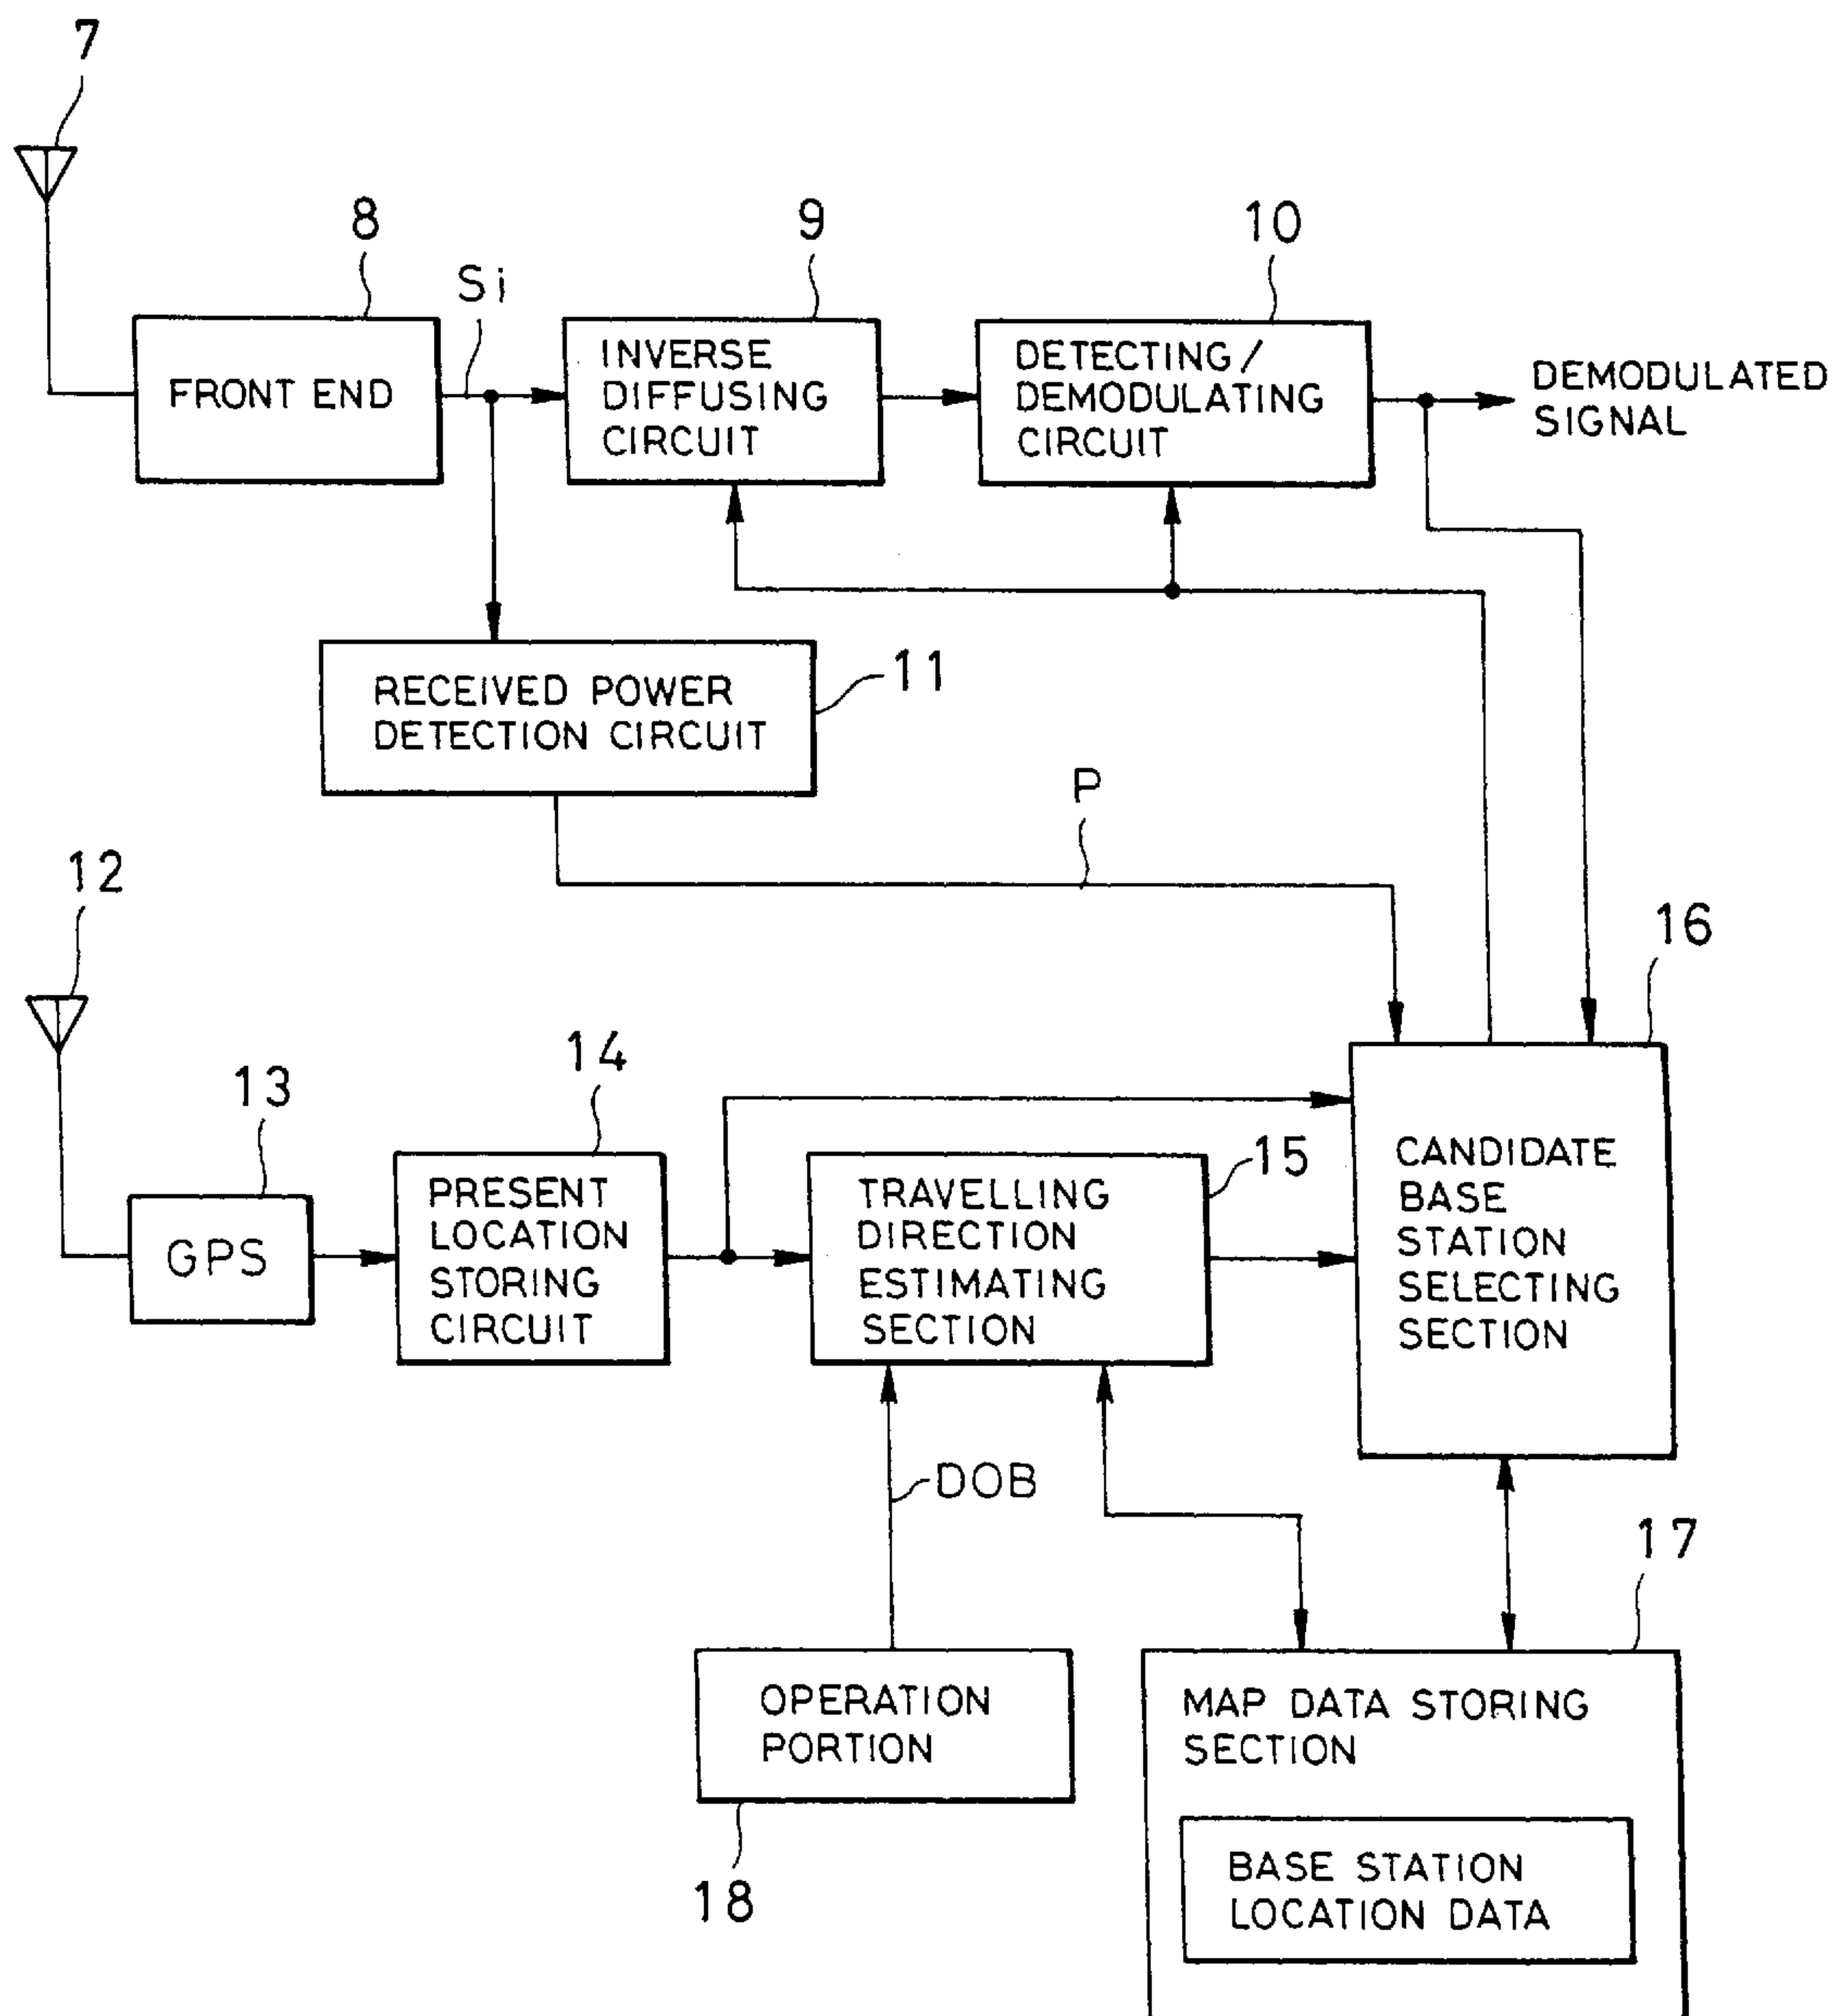 7
8
Si
9
10
FRONT END
INVERSE
DIFFUSING
CIRCUIT
DETECTING/
DEMODULATING
CIRCUIT
DEMODULATED
SIGNAL
RECEIVED POWER
DETECTION CIRCUIT
11
P
12
16
13
14
15
GPS
PRESENT
LOCATION
STORING
CIRCUIT
TRAVELLING
DIRECTION
ESTIMATING
SECTION
CANDIDATE
BASE
STATION
SELECTING
SECTION
DOB
17
OPERATION
PORTION
18
MAP DATA STORING
SECTION
BASE STATION
LOCATION DATA